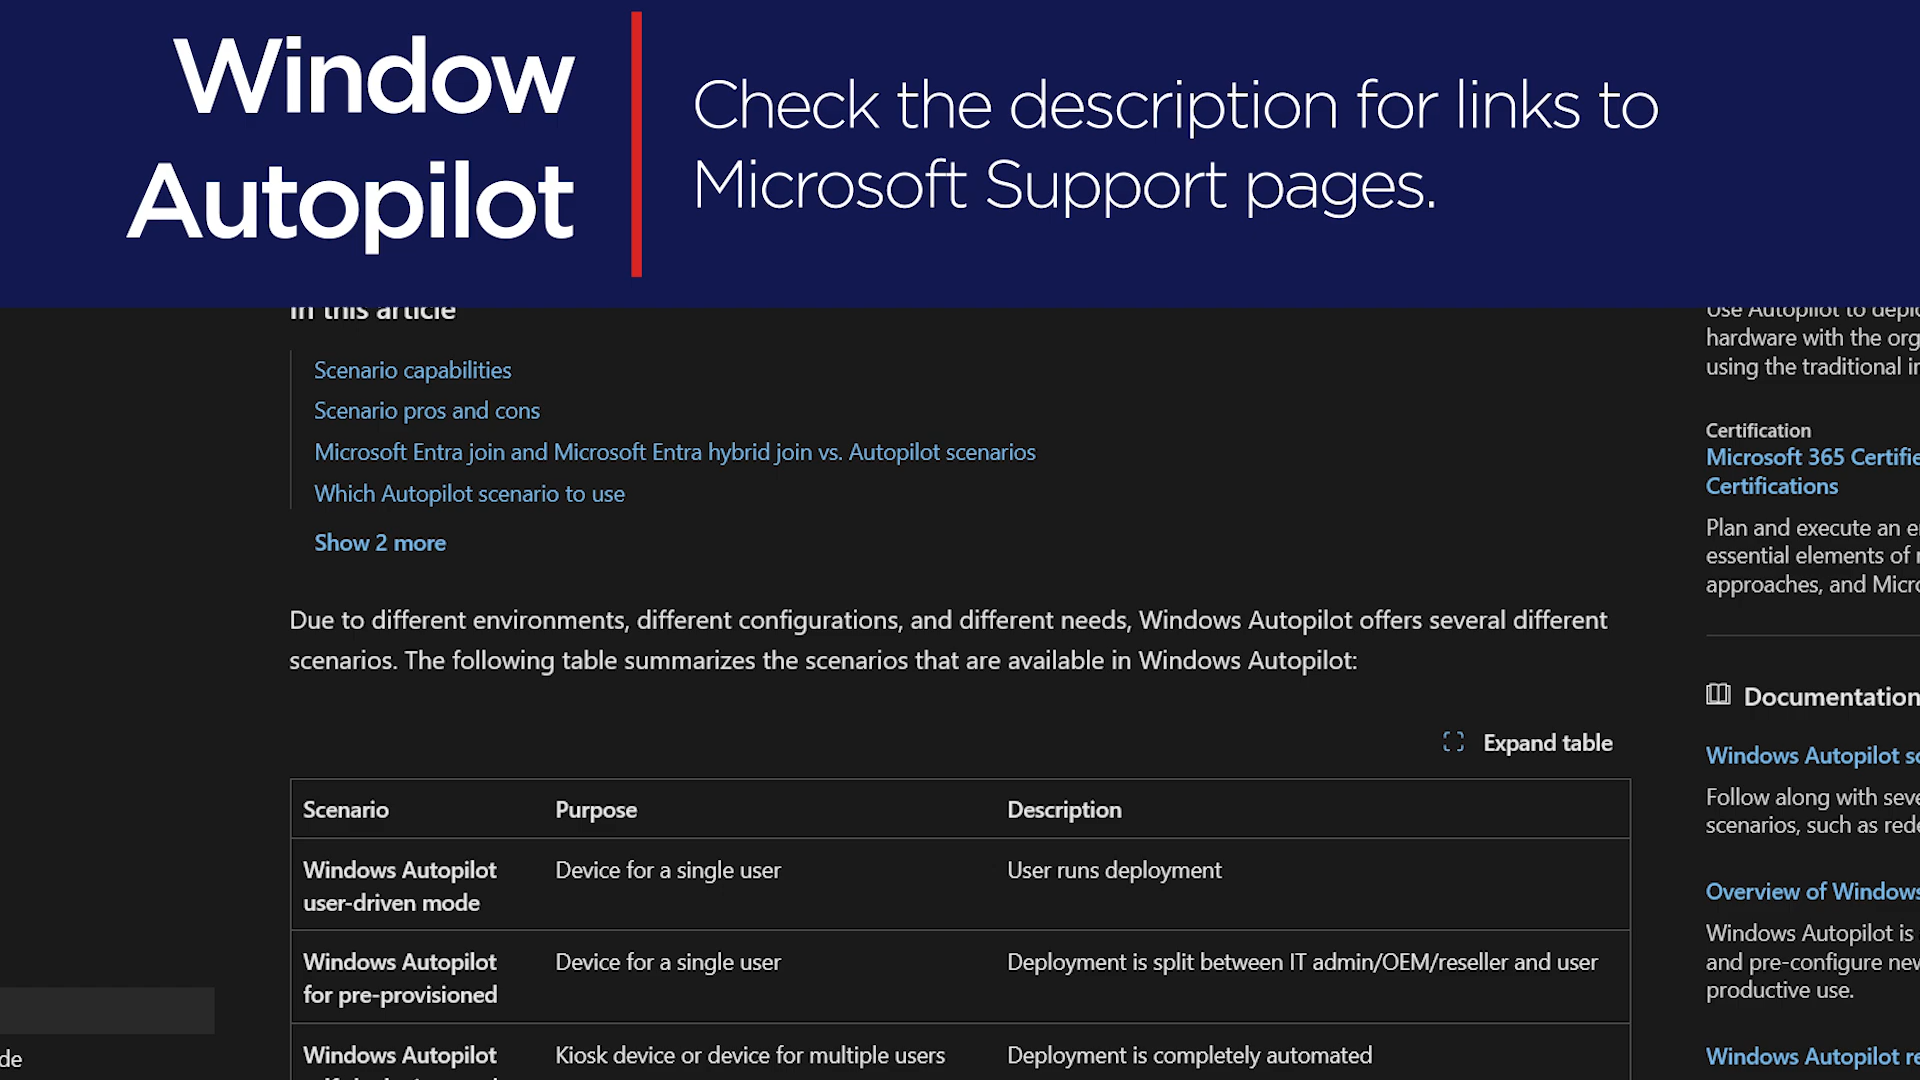 Window
Autopilot
Check the description for links to
Microsoft Support pages.
In this article
Scenario capabilities
Scenario pros and cons
Microsoft Entra join and Microsoft Entra hybrid join vs. Autopilot scenarios
Which Autopilot scenario to use
Show 2 more
Due to different environments, different configurations, and different needs, Windows Autopilot offers several different
scenarios. The following table summarizes the scenarios that are available in Windows Autopilot:
Expand table
Scenario Purpose Description
Windows Autopilot Device for a single user User runs deployment
user-driven mode
Windows Autopilot Device for a single user Deployment is split between IT admin/OEM/reseller and user
for pre-provisioned
Windows Autopilot Kiosk device or device for multiple users Deployment is completely automated
de
Use Autopilot to
hardware with the
using the traditional
Certification
Microsoft 365
Certifications
Plan and execute an
essential elements of
approaches, and
Documentation
Windows Autopilot
Follow along with
scenarios, such as
Overview of Windows
Windows Autopilot is
and pre-configure
productive use.
Windows Autopilot